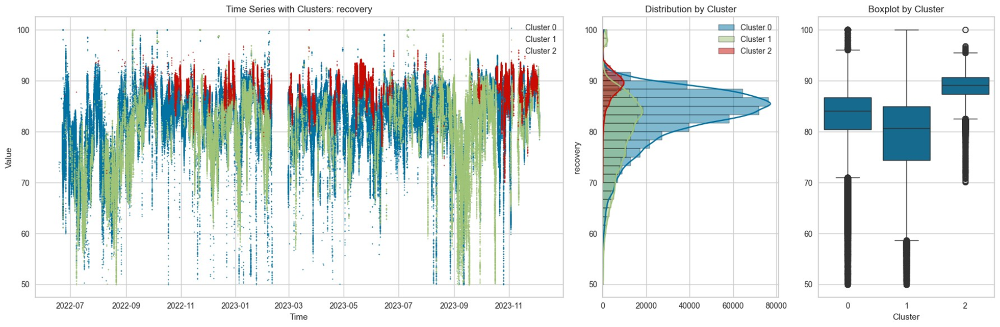 Time Series with Clusters: recovery
100
90
80
70
60
50
Value
Cluster 0
Cluster 1
Cluster 2
2022-07
2022-09
2022-11
2023-01
2023-03
2023-05
2023-07
2023-09
2023-11
Time
Distribution by Cluster
100
90
80
70
60
50
recovery
Cluster 0
Cluster 1
Cluster 2
0
20000
40000
60000
80000
Boxplot by Cluster
100
90
80
70
60
50
0
1
2
Cluster